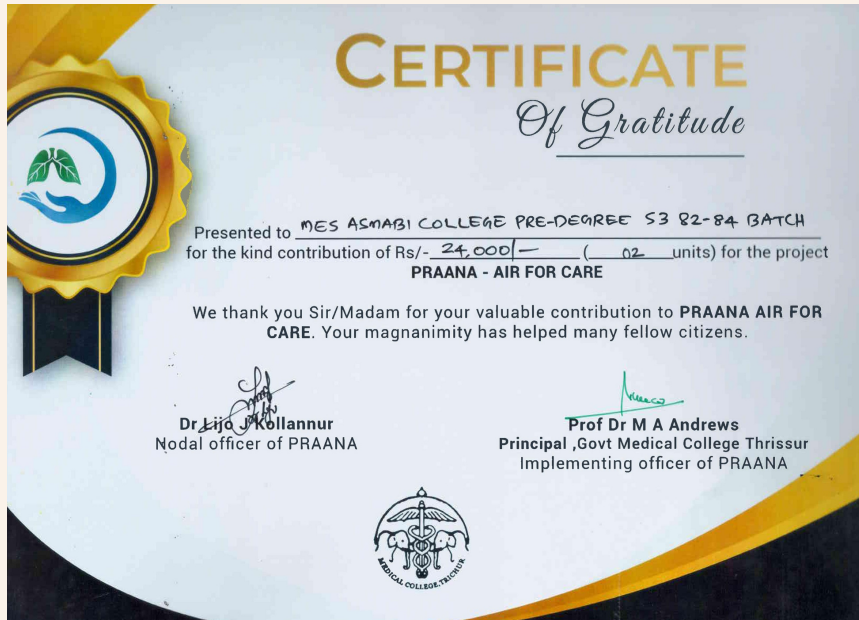 CERTIFICATE
Of Gratitude
Presented to MES ASMABI COLLEGE PRE-DEGREE S3 82-84 BATCH
for the kind contribution of Rs/- 24,000/- ( 02 units) for the project
PRAANA - AIR FOR CARE
We thank you Sir/Madam for your valuable contribution to PRAANA AIR FOR
CARE. Your magnanimity has helped many fellow citizens.
Dr Lijo J Kollannur
Nodal officer of PRAANA
Prof Dr M A Andrews
Principal ,Govt Medical College Thrissur
Implementing officer of PRAANA
MEDICAL COLLEGE, TRICHUR